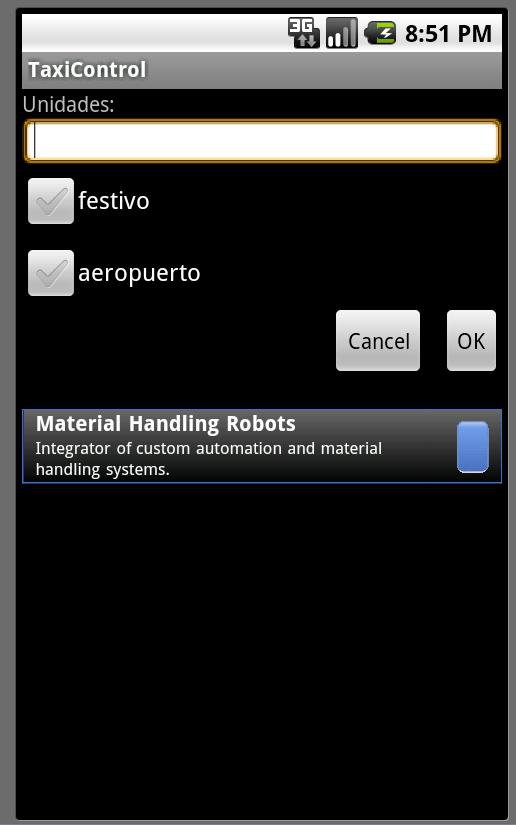 3G 8:51 PM
TaxiControl
Unidades:
festivo
aeropuerto
Cancel OK
Material Handling Robots
Integrator of custom automation and material
handling systems.